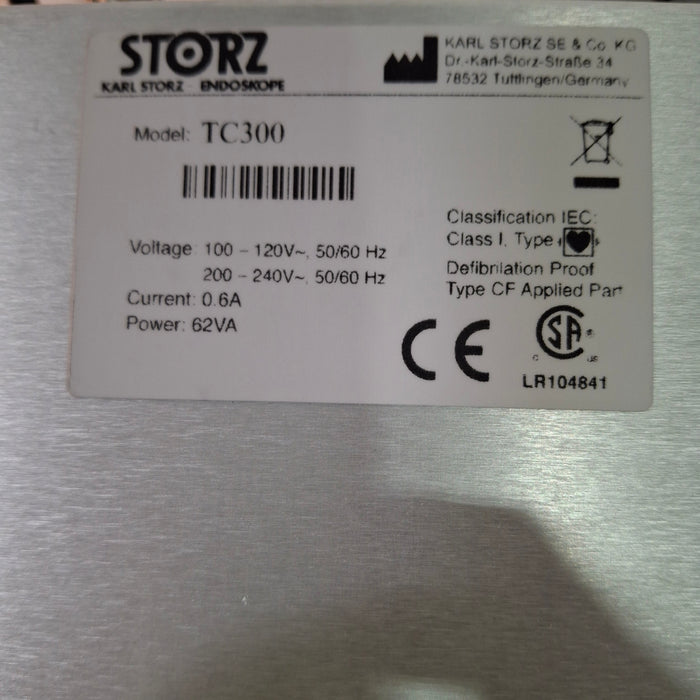 STORZ
KARL STORZ - ENDOSKOPE
KARL STORZ SE & Co. KG
Dr.-Karl-Storz-Straße 34
78532 Tuttlingen/Germany
Model: TC300
Voltage: 100 – 120V~, 50/60 Hz
200 – 240V~, 50/60 Hz
Current: 0.6A
Power: 62VA
Classification IEC:
Class I, Type
Defibrilation Proof
Type CF Applied Part
CE
CSA
C US
LR104841